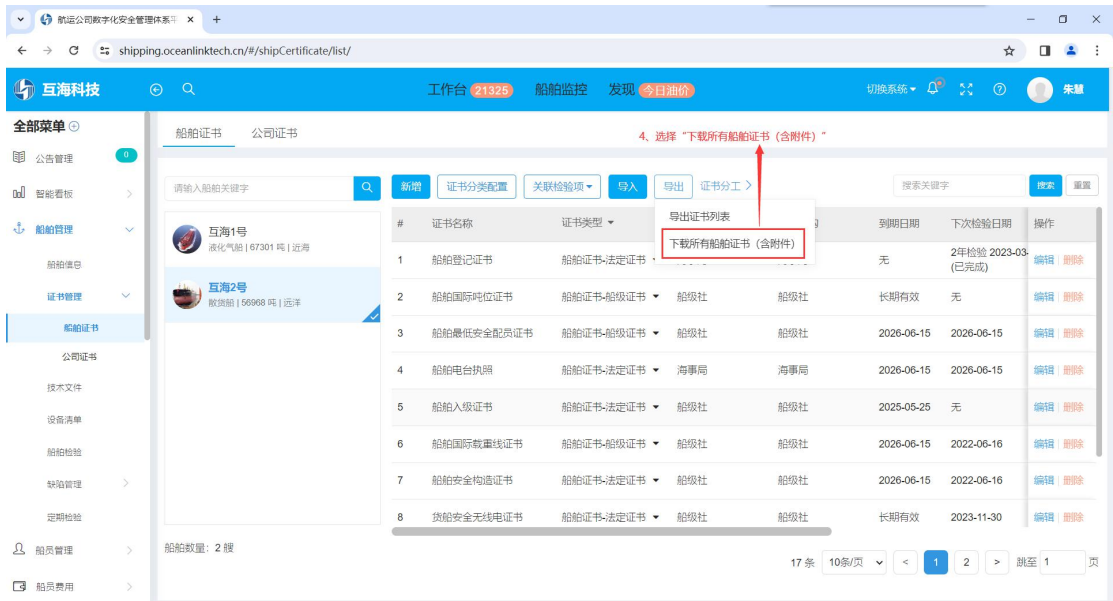 航运公司数字化安全管理体系平
shipping.oceanlinktech.cn/#/shipCertificate/list/
互海科技 工作台 21325 船舶监控 发现 今日油价 切换系统 朱慧
全部菜单
公告管理 0
智能看板
船舶管理
船舶信息
证书管理
船舶证书
公司证书
技术文件
设备清单
船舶检验
缺陷管理
定期检验
船员管理
船员费用
船舶证书 公司证书
4、选择“下载所有船舶证书（含附件）"
请输入船舶关键字
互海1号
液化气船 | 67301 吨 | 近海
互海2号
散货船 | 56968 吨 | 远洋
船舶数量：2 艘
新增 证书分类配置 关联检验项 导入 导出 证书分工 > 搜索关键字 搜索 重置
导出证书列表
下载所有船舶证书（含附件）
# 证书名称 证书类型 到期日期 下次检验日期 操作
1 船舶登记证书 船舶证书-法定证书 无 2年检验 2023-03- (已完成) 编辑 删除
2 船舶国际吨位证书 船舶证书-船级证书 船级社 船级社 长期有效 无 编辑 删除
3 船舶最低安全配员证书 船舶证书-船级证书 船级社 船级社 2026-06-15 2026-06-15 编辑 删除
4 船舶电台执照 船舶证书-法定证书 海事局 海事局 2026-06-15 2026-06-15 编辑 删除
5 船舶入级证书 船舶证书-法定证书 船级社 船级社 2025-05-25 无 编辑 删除
6 船舶国际载重线证书 船舶证书-船级证书 船级社 船级社 2026-06-15 2022-06-16 编辑 删除
7 船舶安全构造证书 船舶证书-法定证书 船级社 船级社 2026-06-15 2022-06-16 编辑 删除
8 货船安全无线电证书 船舶证书-法定证书 船级社 船级社 长期有效 2023-11-30 编辑 删除
17 条 10条/页 < 1 2 > 跳至 1 页